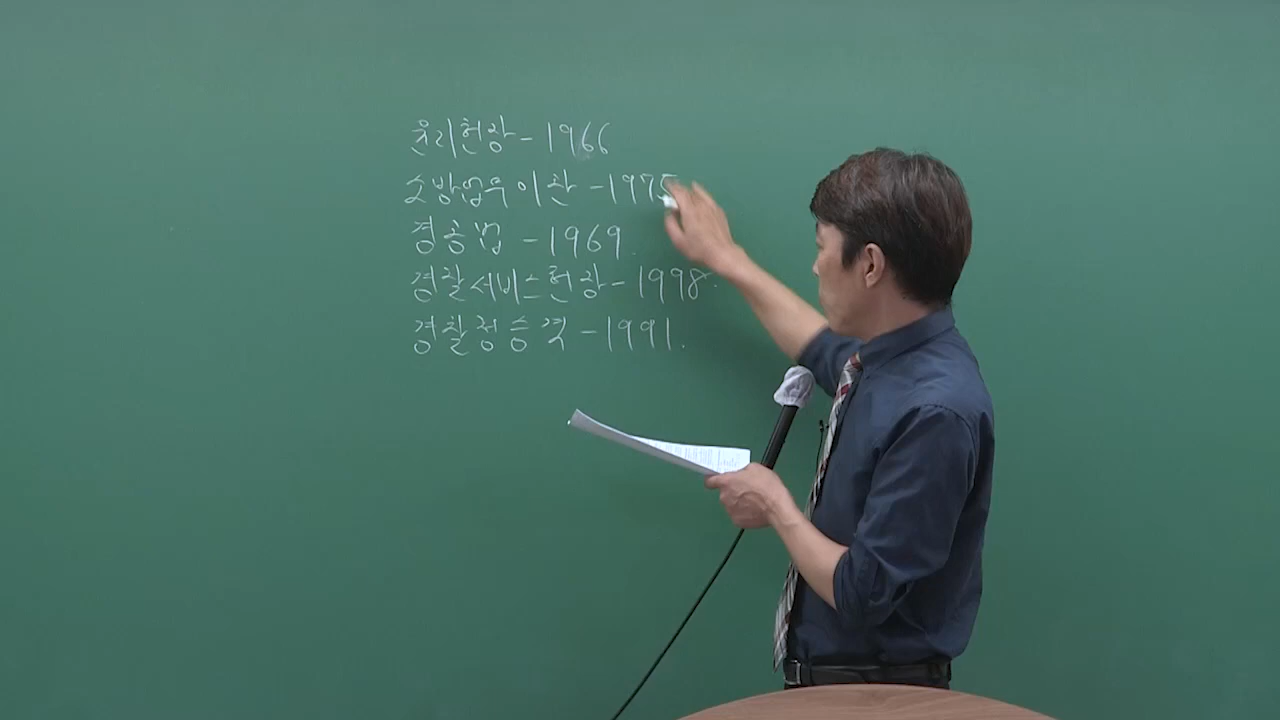 윤리헌장 - 1966
소방업무이관 - 1975
경공법 - 1969.
경찰서비스헌장 - 1998.
경찰청승격 - 1991.